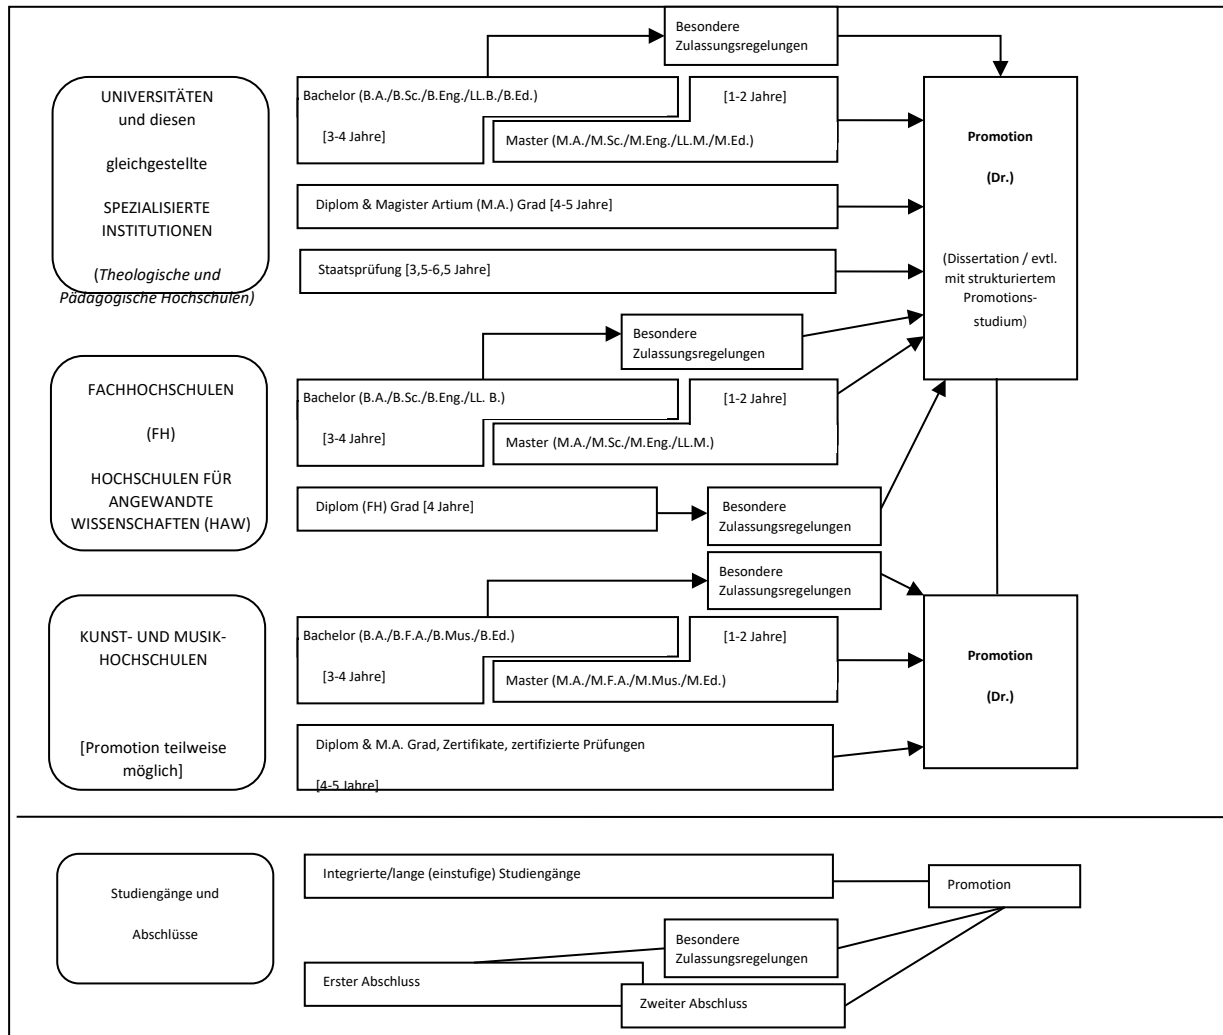 Besondere
Zulassungsregelungen
UNIVERSITÄTEN
und diesen
gleichgestellte
SPEZIALISIERTE
INSTITUTIONEN
(Theologische und
Pädagogische Hochschulen)
Bachelor (B.A./B.Sc./B.Eng./LL.B./B.Ed.)
[3-4 Jahre]
[1-2 Jahre]
Master (M.A./M.Sc./M.Eng./LL.M./M.Ed.)
Diplom & Magister Artium (M.A.) Grad [4-5 Jahre]
Staatsprüfung [3,5-6,5 Jahre]
Promotion
(Dr.)
(Dissertation / evtl.
mit strukturiertem
Promotions-
studium)
Besondere
Zulassungsregelungen
FACHHOCHSCHULEN
(FH)
HOCHSCHULEN FÜR
ANGEWANDTE
WISSENSCHAFTEN (HAW)
Bachelor (B.A./B.Sc./B.Eng./LL. B.)
[3-4 Jahre]
[1-2 Jahre]
Master (M.A./M.Sc./M.Eng./LL.M.)
Diplom (FH) Grad [4 Jahre]
Besondere
Zulassungsregelungen
Besondere
Zulassungsregelungen
KUNST- UND MUSIK-
HOCHSCHULEN
[Promotion teilweise
möglich]
Bachelor (B.A./B.F.A./B.Mus./B.Ed.)
[3-4 Jahre]
[1-2 Jahre]
Master (M.A./M.F.A./M.Mus./M.Ed.)
Diplom & M.A. Grad, Zertifikate, zertifizierte Prüfungen
[4-5 Jahre]
Promotion
(Dr.)
Studiengänge und
Abschlüsse
Integrierte/lange (einstufige) Studiengänge
Promotion
Besondere
Zulassungsregelungen
Erster Abschluss
Zweiter Abschluss